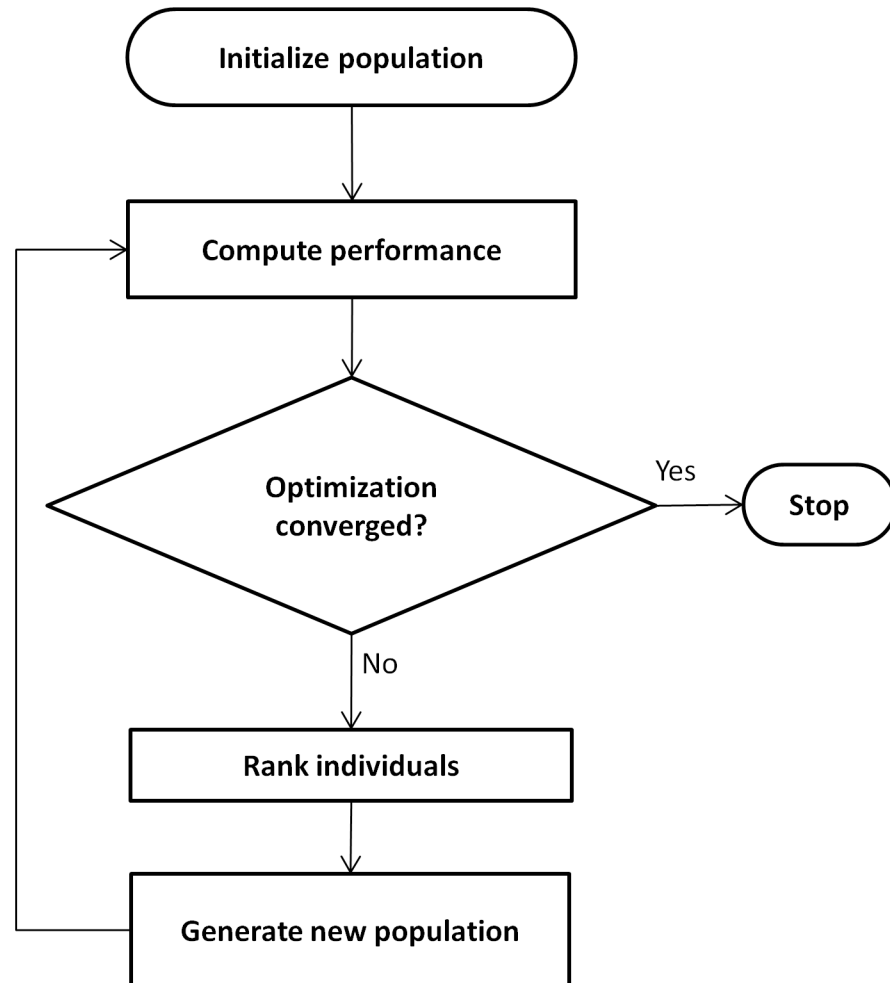 Initialize population
Compute performance
Optimization
converged?
Yes
Stop
No
Rank individuals
Generate new population